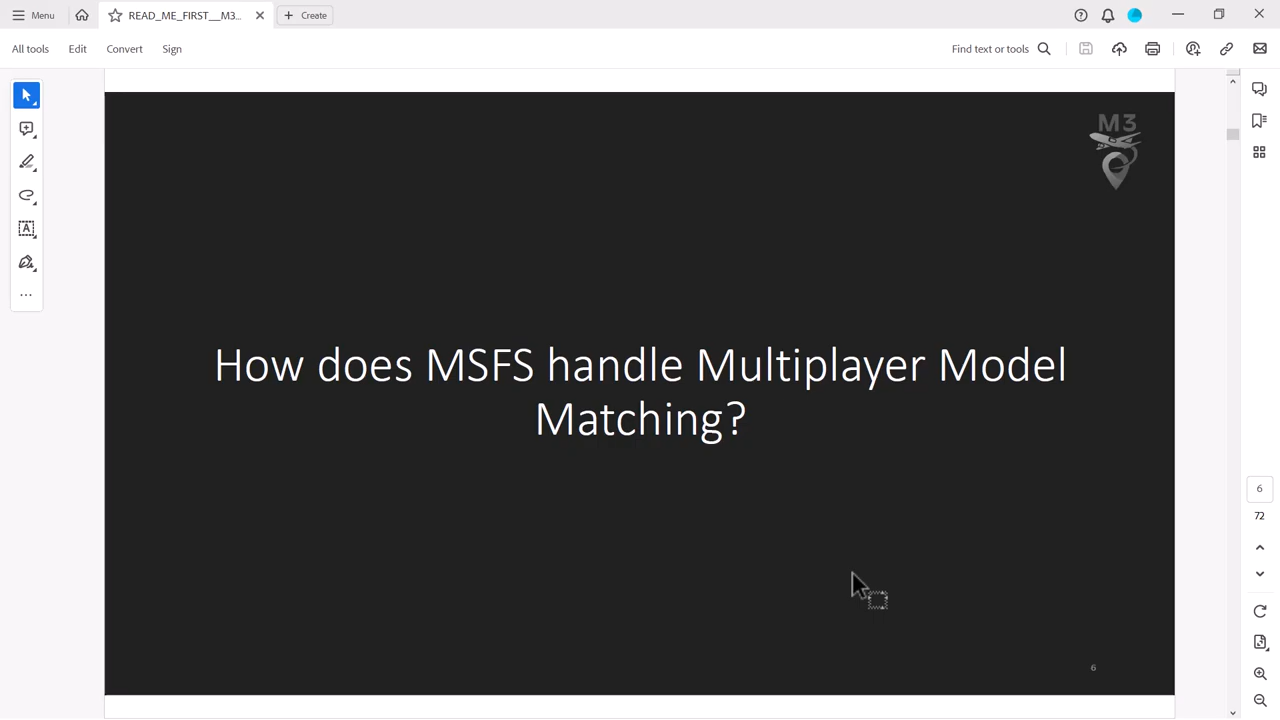 Menu
READ_ME_FIRST__M3...
Create
All tools
Edit
Convert
Sign
Find text or tools
M3
How does MSFS handle Multiplayer Model
Matching?
6
6
72